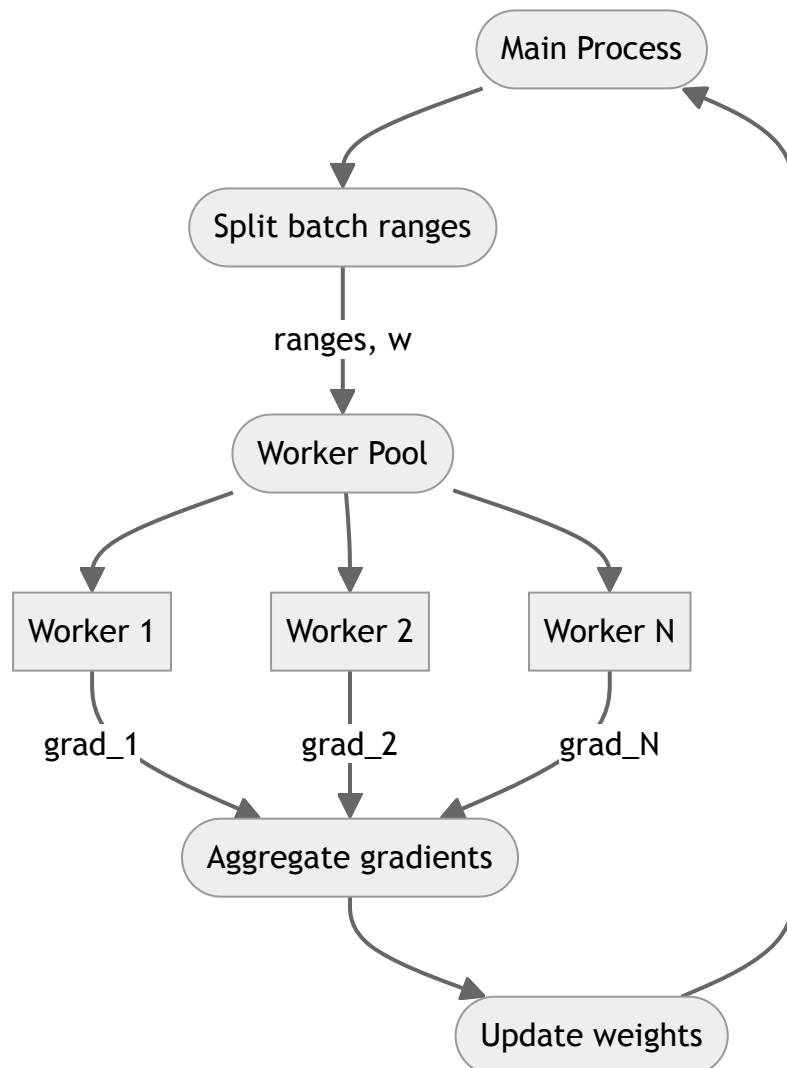 Main Process
Split batch ranges
ranges, w
Worker Pool
Worker 1
Worker 2
Worker N
grad_1
grad_2
grad_N
Aggregate gradients
Update weights